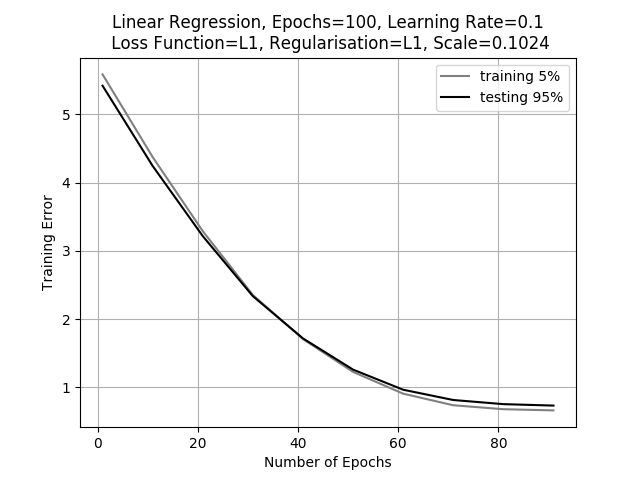 Linear Regression, Epochs=100, Learning Rate=0.1
Loss Function=L1, Regularisation=L1, Scale=0.1024
training 5%
testing 95%
Training Error
5
4
3
2
1
0 20 40 60 80
Number of Epochs